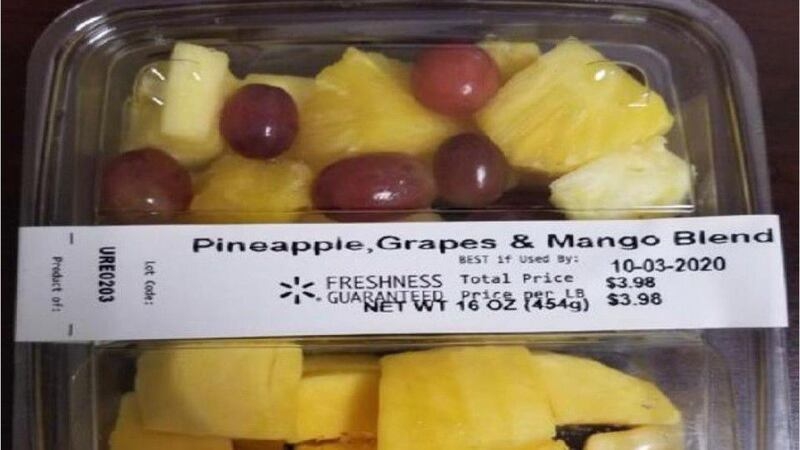 Pineapple,Grapes & Mango Blend
BEST if Used By: 10-03-2020
FRESHNESS GUARANTEED
Total Price $3.98
Price per LB $3.98
NET WT 16 OZ (454g)
Lot Code:
URE0203
Product of: